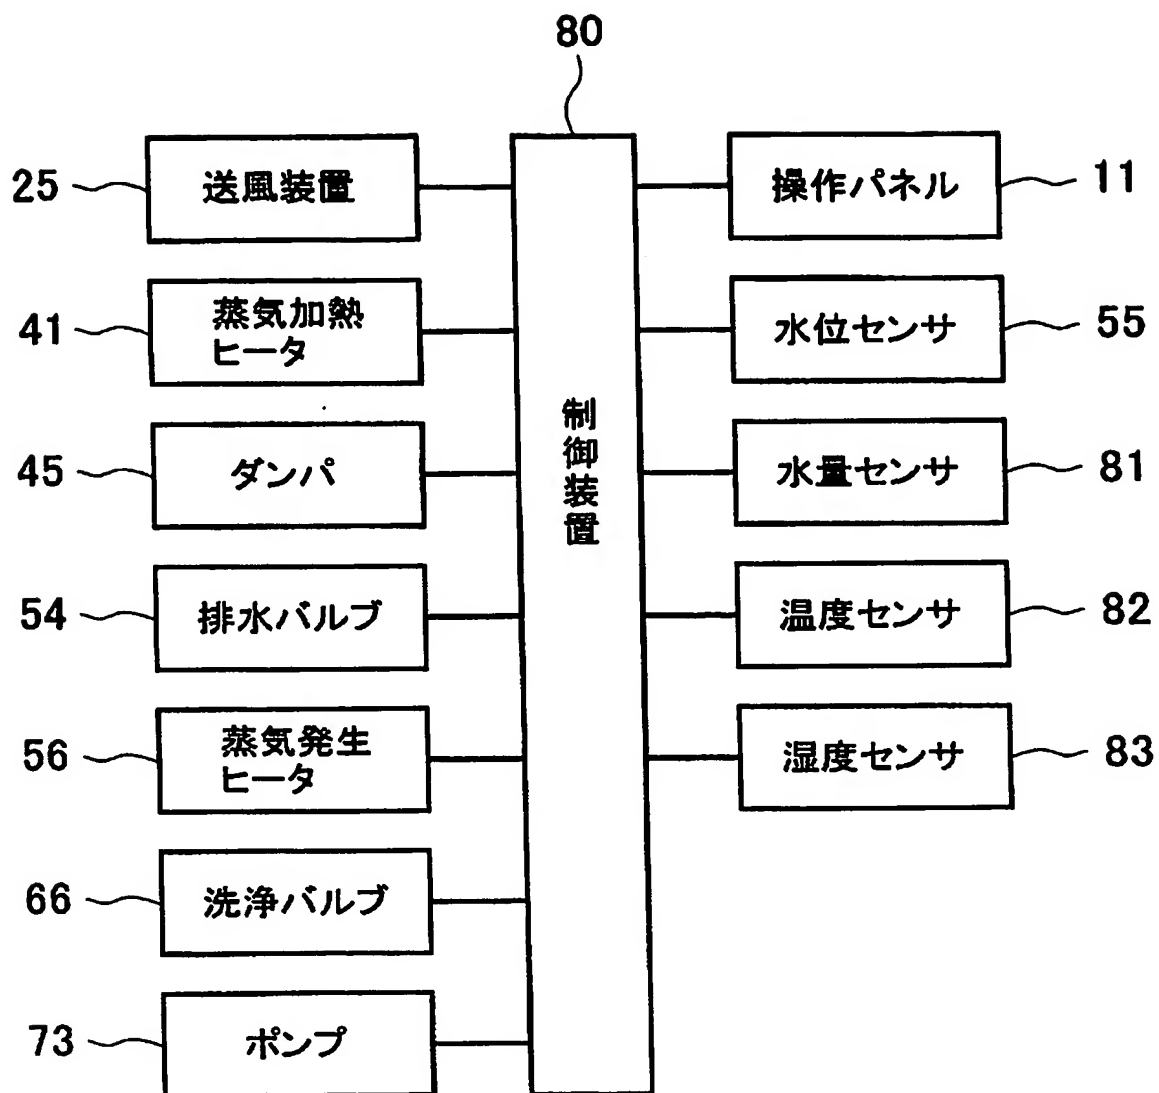 80
25
送風装置
操作パネル
11
41
蒸気加熱
ヒータ
水位センサ
55
45
ダンパ
制御装置
水量センサ
81
54
排水バルブ
温度センサ
82
56
蒸気発生
ヒータ
湿度センサ
83
66
洗浄バルブ
73
ポンプ